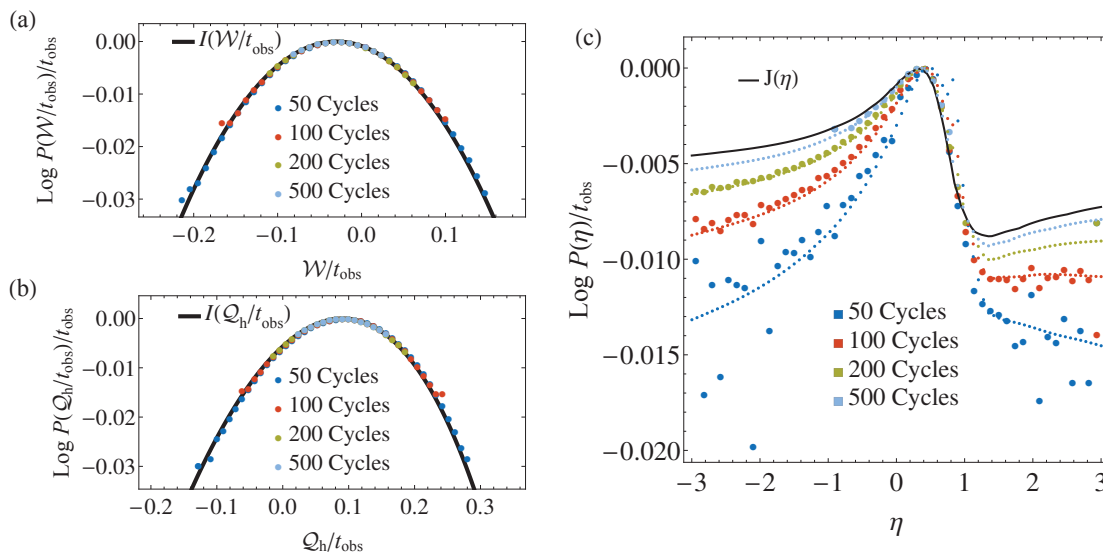 (a)
Log P(𝒲/t_obs)/t_obs
0.00
−0.01
−0.02
−0.03
I(𝒲/t_obs)
50 Cycles
100 Cycles
200 Cycles
500 Cycles
−0.2
−0.1
0.0
0.1
𝒲/t_obs
(b)
Log P(𝒬_h/t_obs)/t_obs
0.00
−0.01
−0.02
−0.03
I(𝒬_h/t_obs)
50 Cycles
100 Cycles
200 Cycles
500 Cycles
−0.2
−0.1
0.0
0.1
0.2
0.3
𝒬_h/t_obs
(c)
Log P(η)/t_obs
0.000
−0.005
−0.010
−0.015
−0.020
J(η)
50 Cycles
100 Cycles
200 Cycles
500 Cycles
−3
−2
−1
0
1
2
3
η